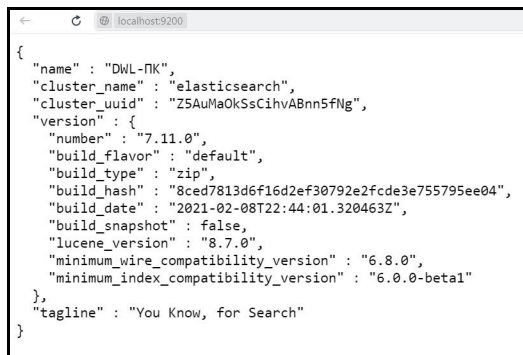 localhost:9200
{
"name" : "DWL-ПК",
"cluster_name" : "elasticsearch",
"cluster_uuid" : "Z5AuMaOkSsCihvABnn5fNg",
"version" : {
"number" : "7.11.0",
"build_flavor" : "default",
"build_type" : "zip",
"build_hash" : "8ced7813d6f16d2ef30792e2fcde3e755795ee04",
"build_date" : "2021-02-08T22:44:01.320463Z",
"build_snapshot" : false,
"lucene_version" : "8.7.0",
"minimum_wire_compatibility_version" : "6.8.0",
"minimum_index_compatibility_version" : "6.0.0-beta1"
},
"tagline" : "You Know, for Search"
}